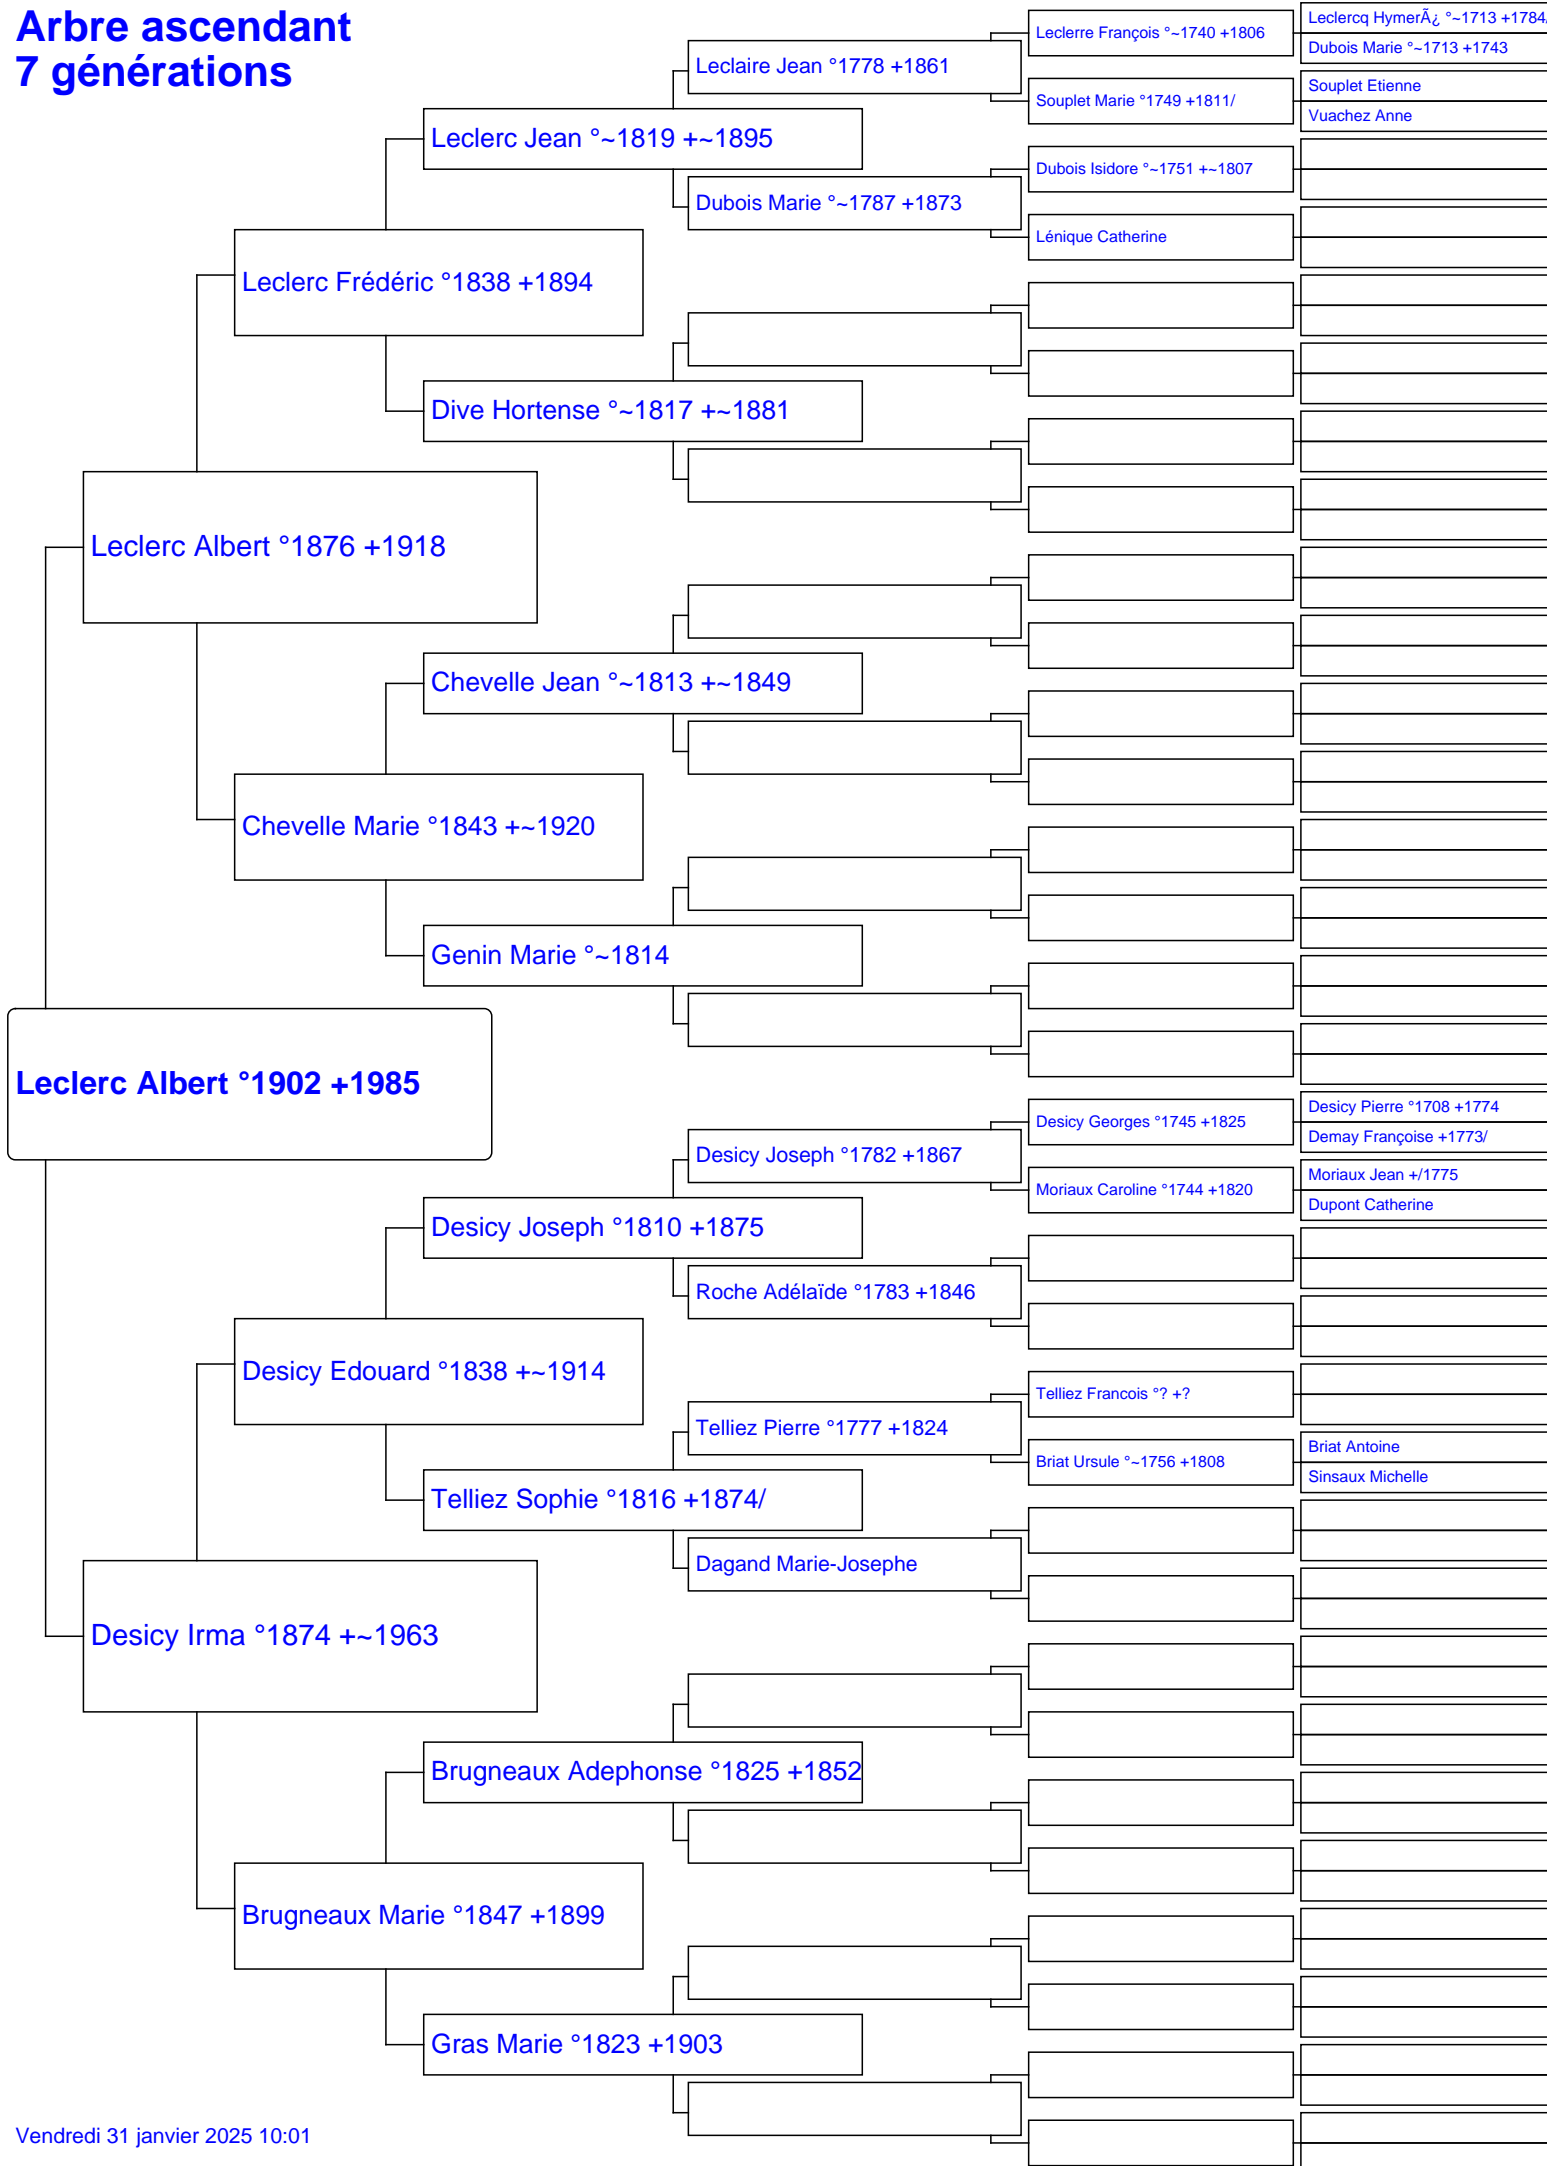 Arbre ascendant
7 générations
Leclerc Albert °1902 +1985
Leclerc Albert °1876 +1918
Desicy Irma °1874 +~1963
Leclerc Frédéric °1838 +1894
Chevelle Marie °1843 +~1920
Desicy Edouard °1838 +~1914
Brugneaux Marie °1847 +1899
Leclerc Jean °~1819 +~1895
Dive Hortense °~1817 +~1881
Chevelle Jean °~1813 +~1849
Genin Marie °~1814
Desicy Joseph °1810 +1875
Telliez Sophie °1816 +1874/
Brugneaux Adephonse °1825 +1852
Gras Marie °1823 +1903
Leclaire Jean °1778 +1861
Dubois Marie °~1787 +1873
Desicy Joseph °1782 +1867
Roche Adélaïde °1783 +1846
Telliez Pierre °1777 +1824
Dagand Marie-Josephe
Leclerre François °~1740 +1806
Souplet Marie °1749 +1811/
Dubois Isidore °~1751 +~1807
Lénique Catherine
Desicy Georges °1745 +1825
Moriaux Caroline °1744 +1820
Telliez Francois °? +?
Briat Ursule °~1756 +1808
Leclercq HymerÃ¿ °~1713 +1784/
Dubois Marie °~1713 +1743
Souplet Etienne
Vuachez Anne
Desicy Pierre °1708 +1774
Demay Françoise +1773/
Moriaux Jean +/1775
Dupont Catherine
Briat Antoine
Sinsaux Michelle
Vendredi 31 janvier 2025 10:01